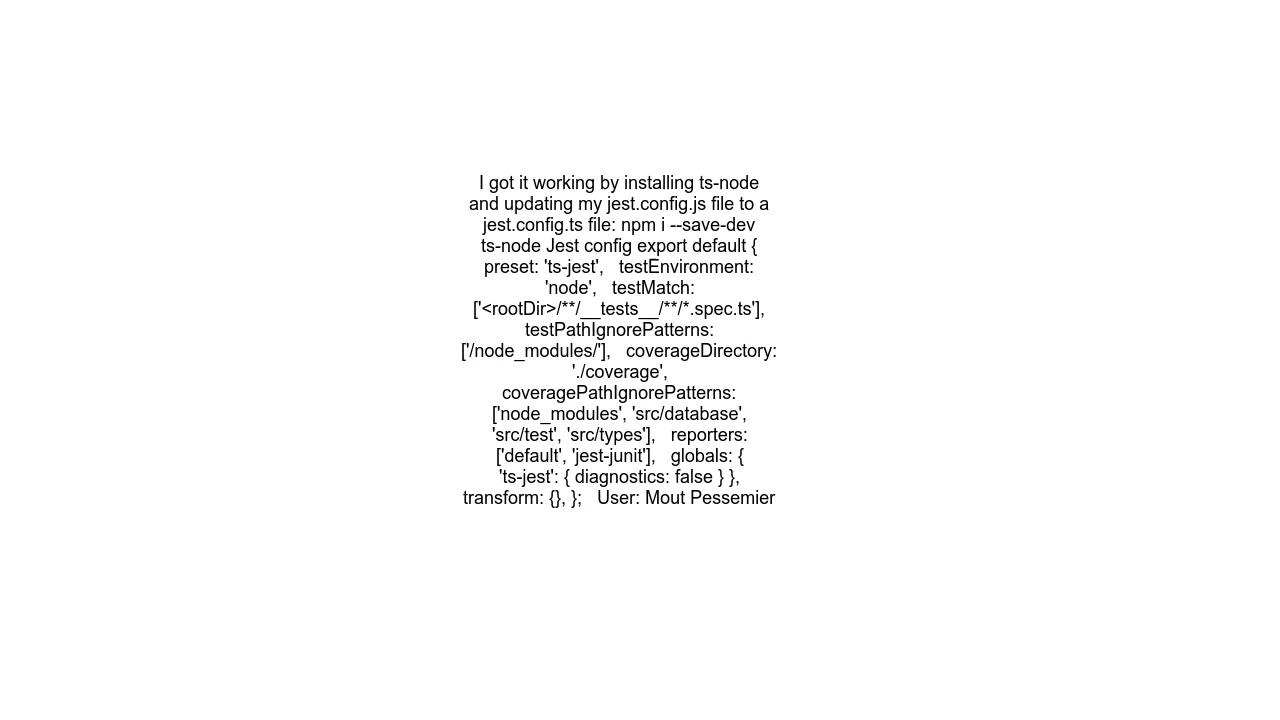 I got it working by installing ts-node
and updating my jest.config.js file to a
jest.config.ts file: npm i --save-dev
ts-node Jest config export default {
preset: 'ts-jest',   testEnvironment:
'node',   testMatch:
['<rootDir>/**/__tests__/**/*.spec.ts'],
testPathIgnorePatterns:
['/node_modules/'],   coverageDirectory:
'./coverage',
coveragePathIgnorePatterns:
['node_modules', 'src/database',
'src/test', 'src/types'],   reporters:
['default', 'jest-junit'],   globals: {
'ts-jest': { diagnostics: false } },
transform: {}, };   User: Mout Pessemier